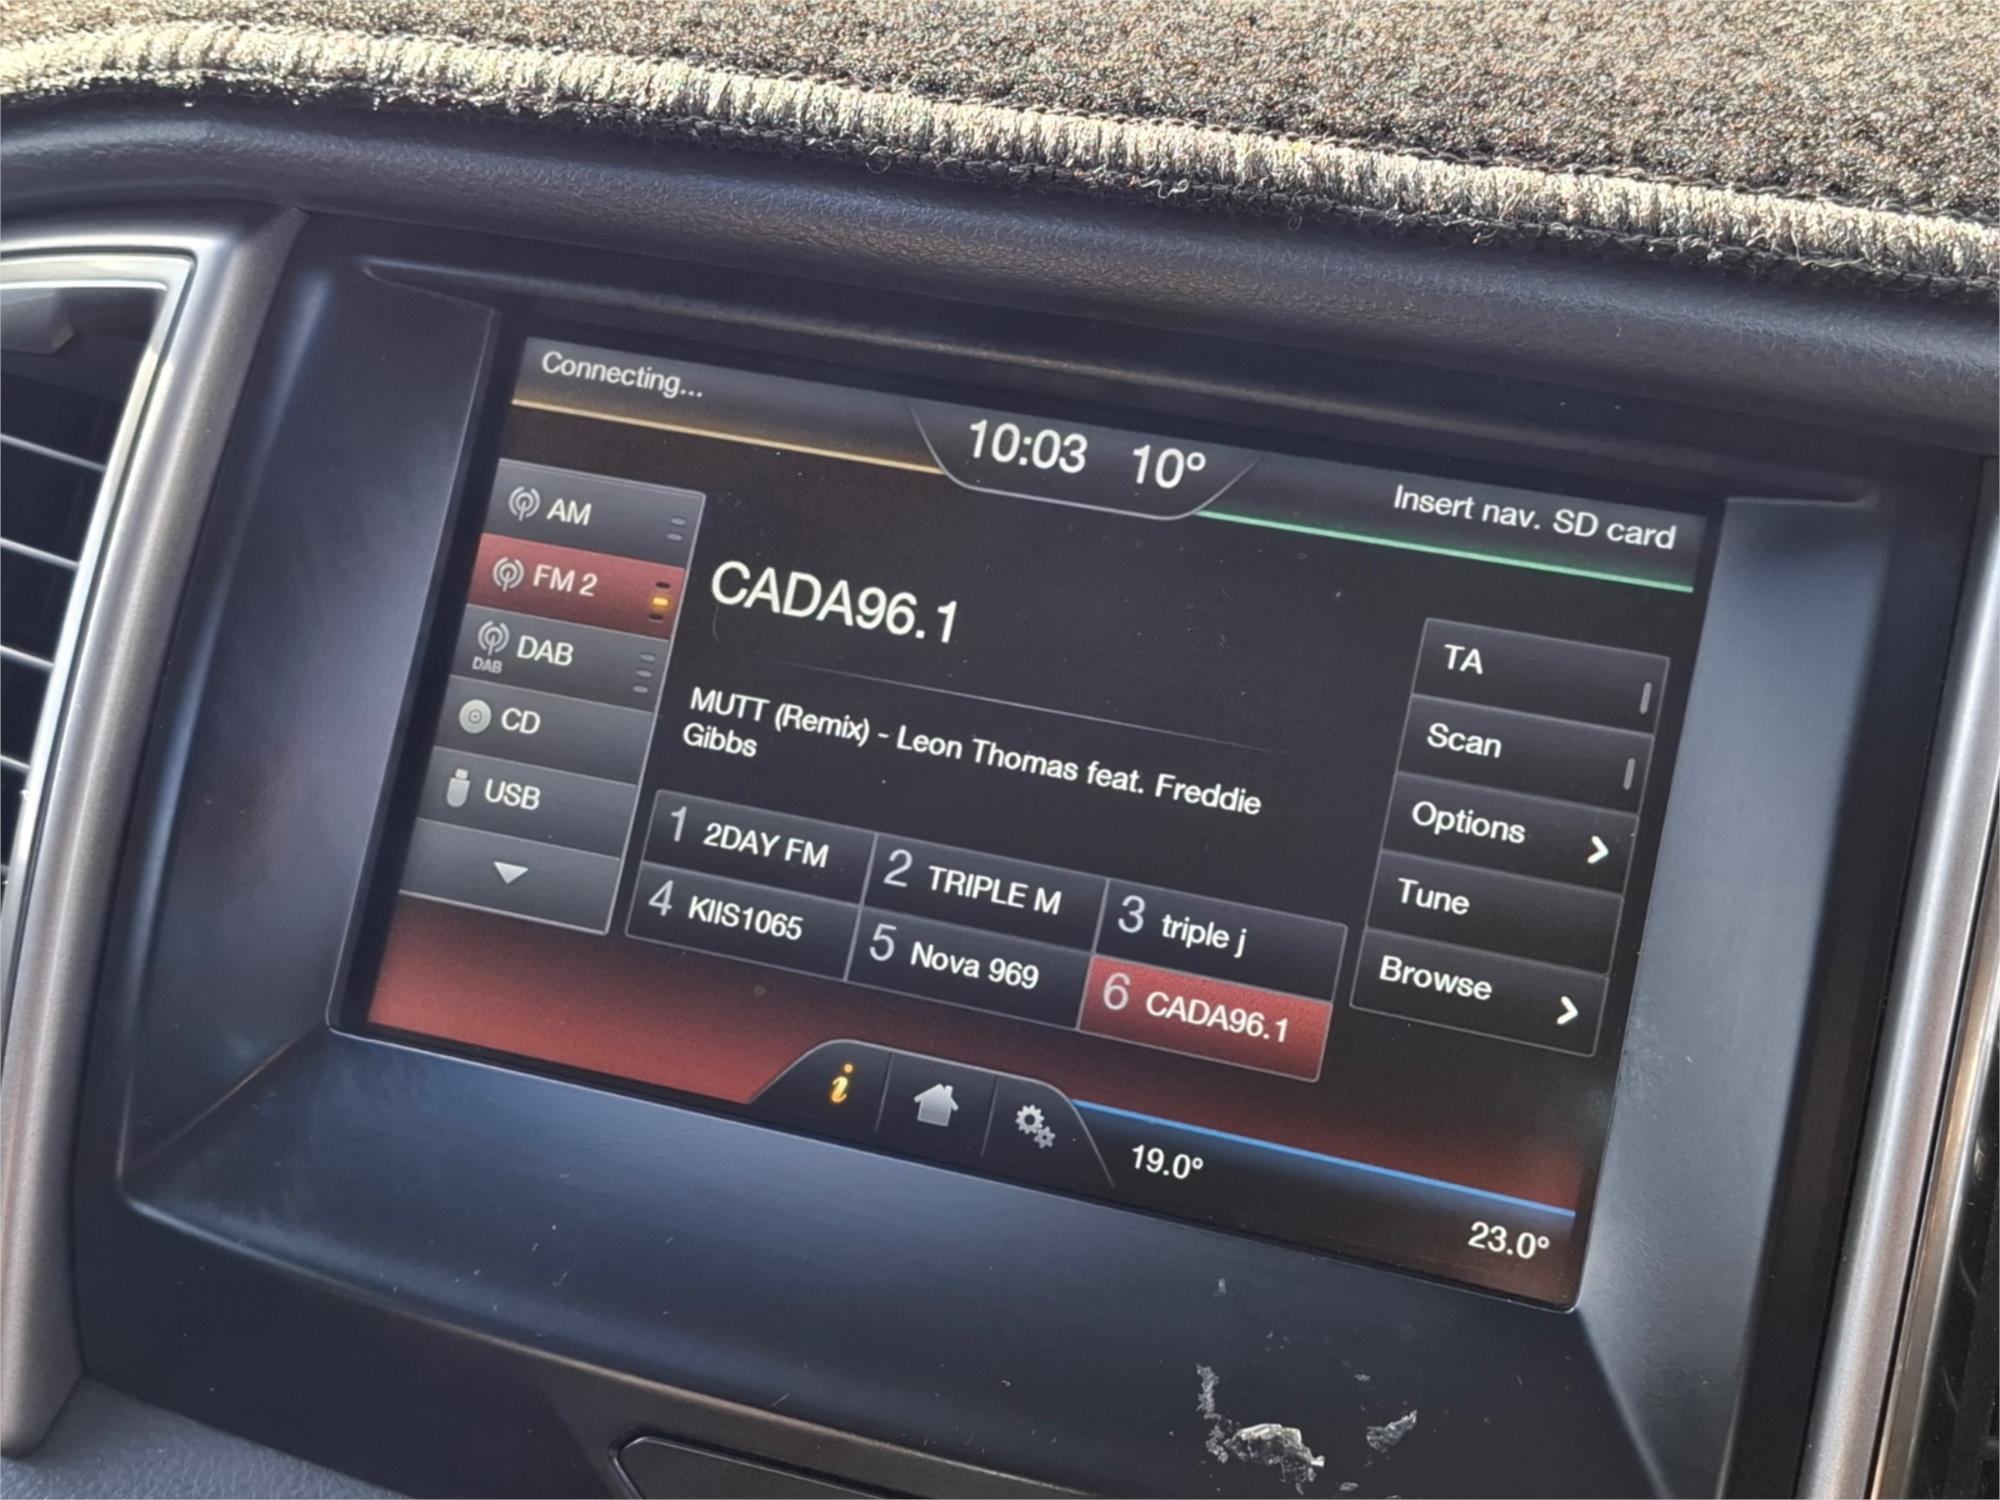 Connecting...
10:03 10°
Insert nav. SD card
AM
FM 2
DAB
DAB
CD
USB
CADA96.1
MUTT (Remix) - Leon Thomas feat. Freddie
Gibbs
1 2DAY FM
2 TRIPLE M
3 triple j
4 KIIS1065
5 Nova 969
6 CADA96.1
TA
Scan
Options
Tune
Browse
i
19.0°
23.0°